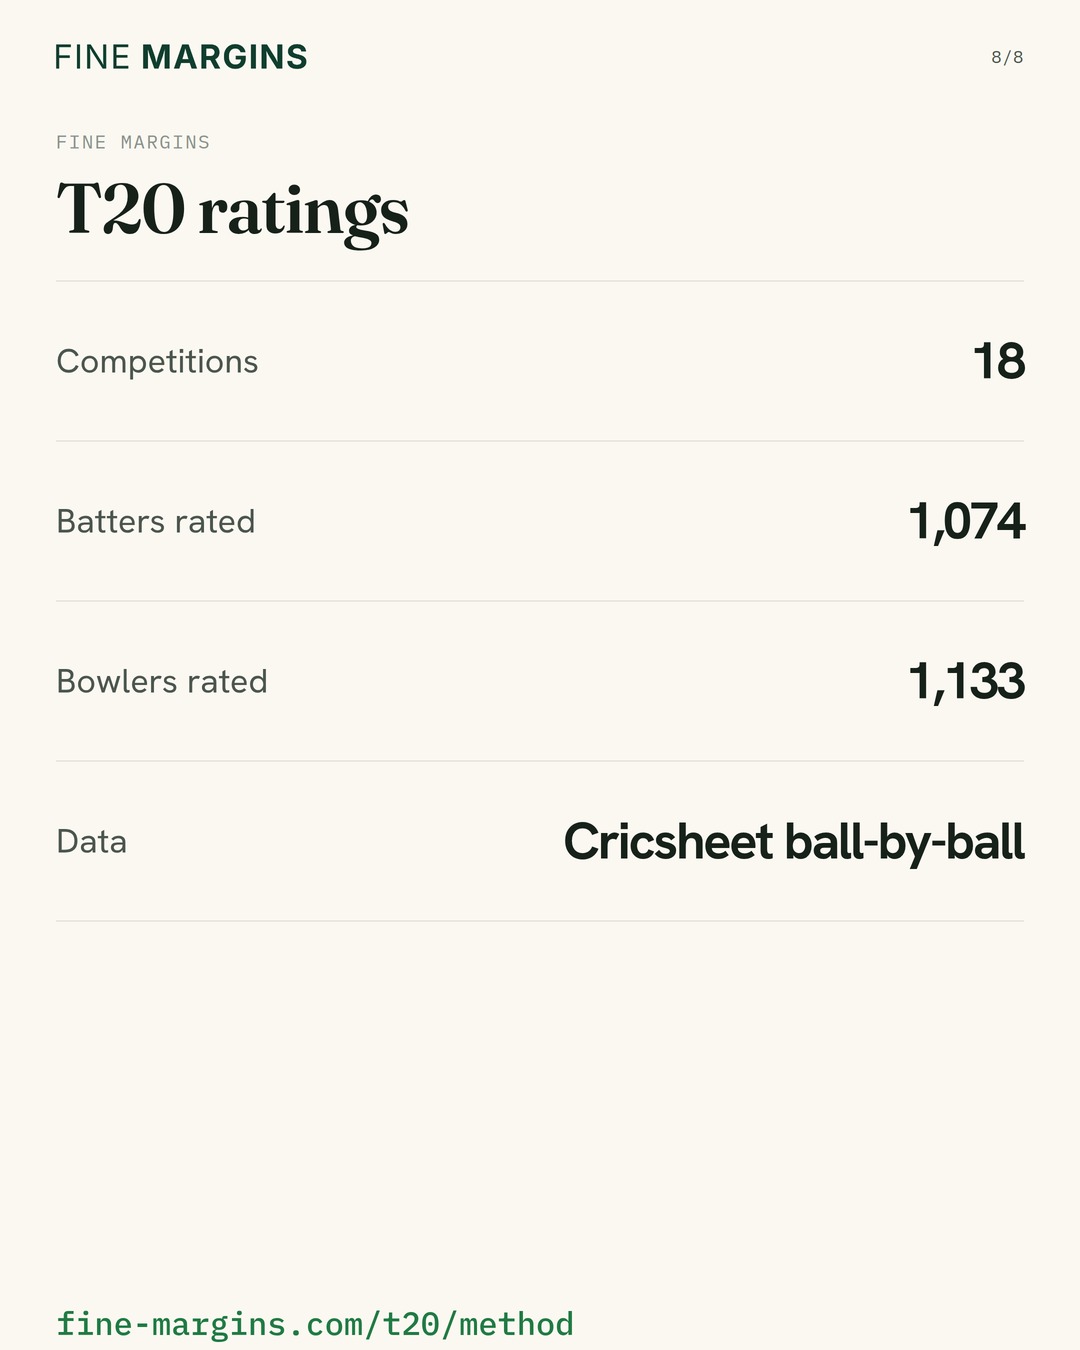 FINE MARGINS
8/8
FINE MARGINS
T20 ratings
Competitions 18
Batters rated 1,074
Bowlers rated 1,133
Data Cricsheet ball-by-ball
fine-margins.com/t20/method